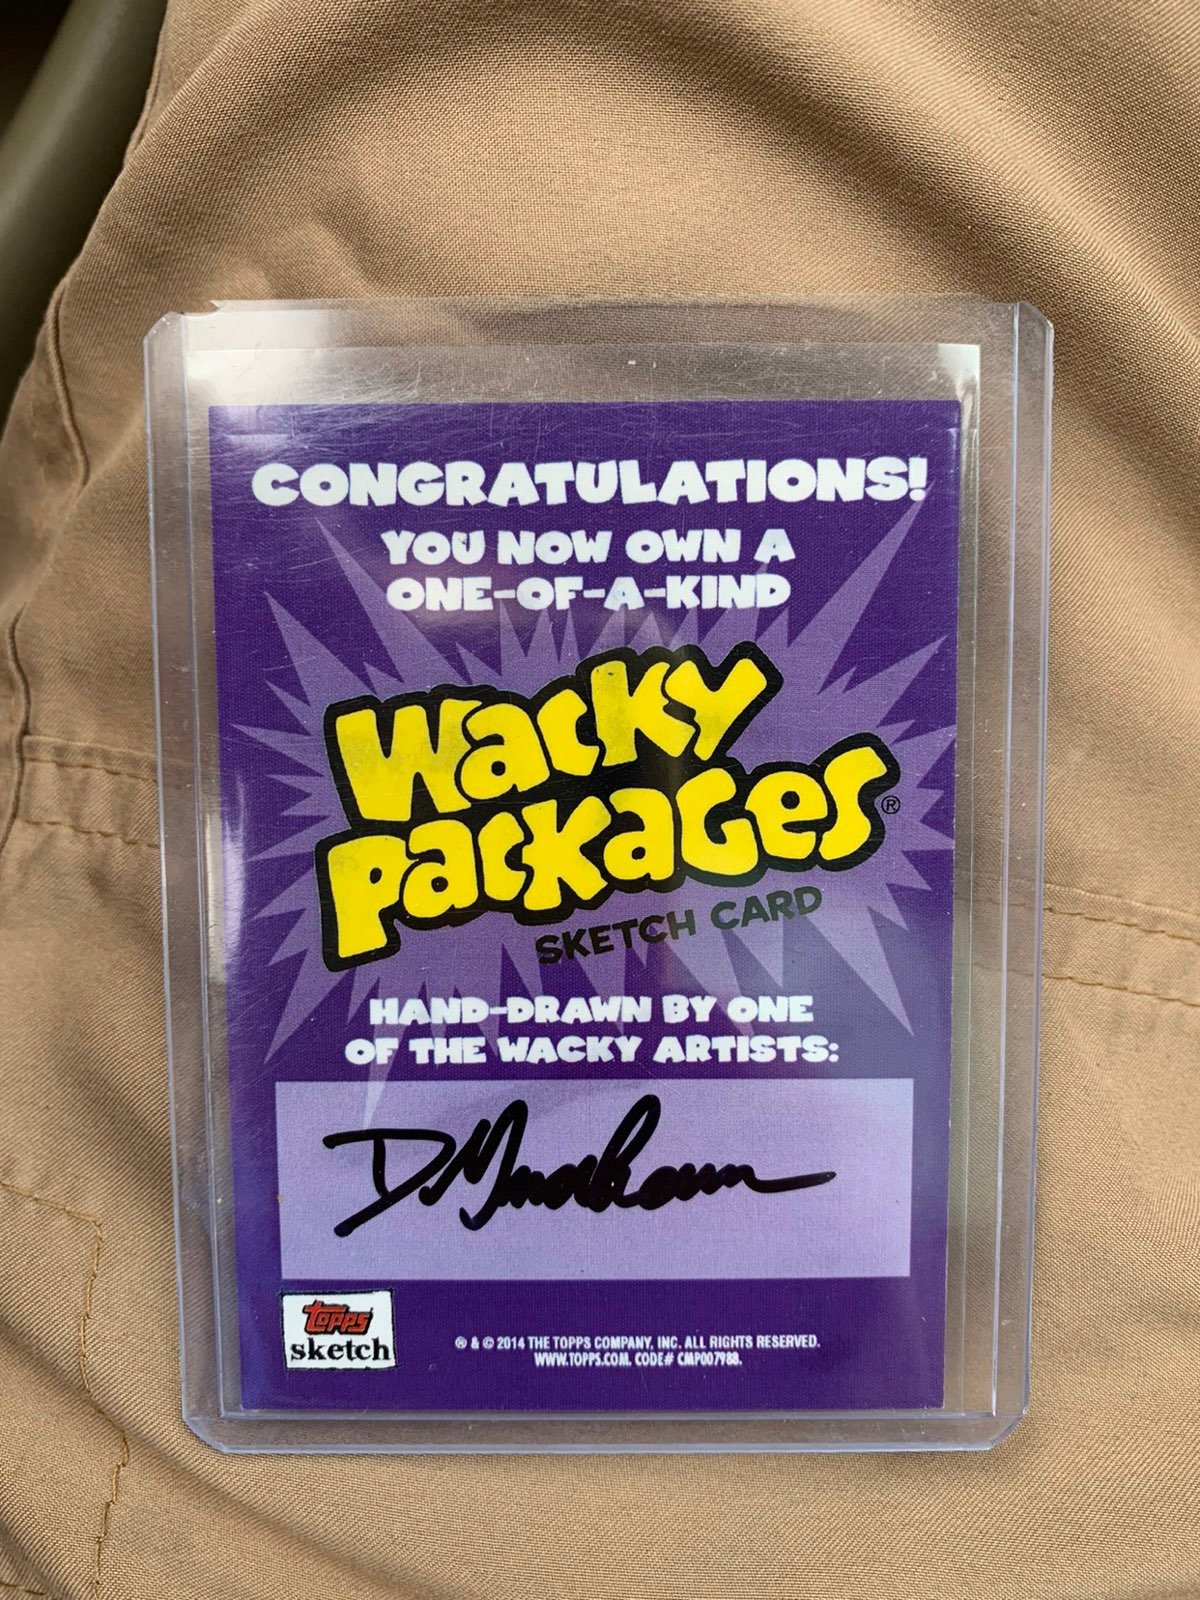 CONGRATULATIONS!
YOU NOW OWN A
ONE-OF-A-KIND
Wacky
Packages®
SKETCH CARD
HAND-DRAWN BY ONE
OF THE WACKY ARTISTS:
topps
sketch
® & © 2014 THE TOPPS COMPANY, INC. ALL RIGHTS RESERVED.
WWW.TOPPS.COM. CODE# CMP007988.